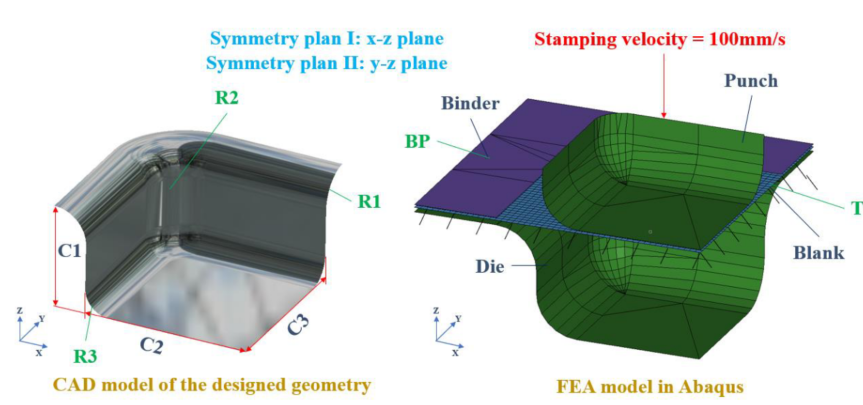 Symmetry plan I: x-z plane
Symmetry plan II: y-z plane
Stamping velocity = 100mm/s
R2
Punch
Binder
BP
R1
T
C1
Blank
Die
Z
Y
X
C2
C3
R3
Z
Y
X
CAD model of the designed geometry
FEA model in Abaqus